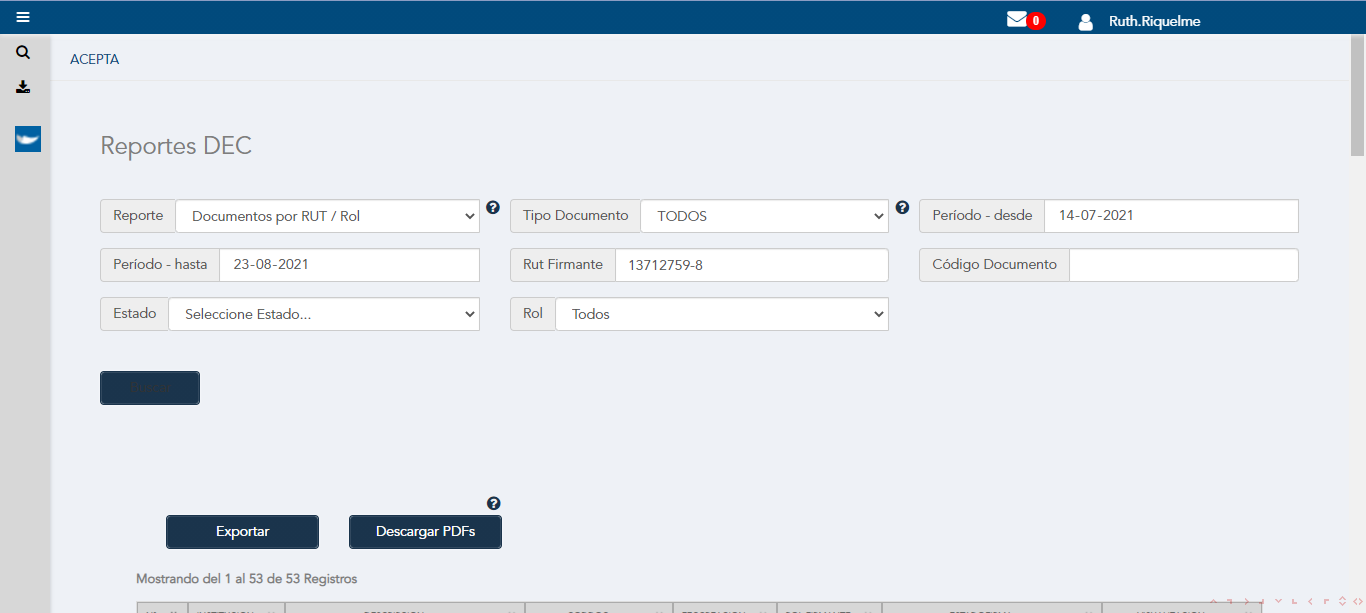 0
Ruth.Riquelme
ACEPTA
Reportes DEC
Reporte Documentos por RUT / Rol
Tipo Documento TODOS
Período - desde 14-07-2021
Período - hasta 23-08-2021
Rut Firmante 13712759-8
Código Documento
Estado Seleccione Estado...
Rol Todos
Exportar
Descargar PDFs
Mostrando del 1 al 53 de 53 Registros